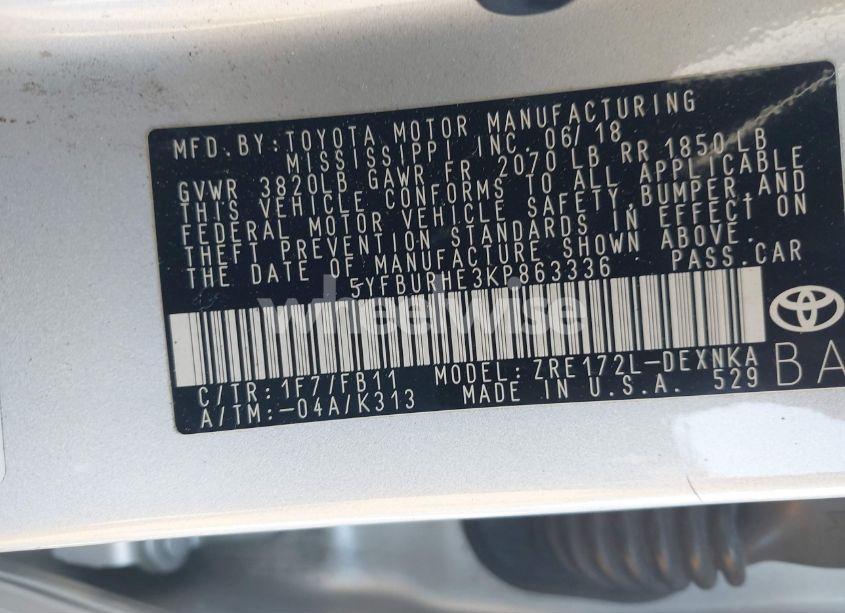 MFD. BY: TOYOTA MOTOR MANUFACTURING
MISSISSIPPI INC. 06/18
GVWR 3820LB GAWR FR 2070 LB RR 1850 LB
THIS VEHICLE CONFORMS TO ALL APPLICABLE
FEDERAL MOTOR VEHICLE SAFETY, BUMPER, AND
THEFT PREVENTION STANDARDS IN EFFECT ON
THE DATE OF MANUFACTURE SHOWN ABOVE.
5YFBURHE3KP863336 PASS. CAR
wheelwise
C/TR: 1F7/FB11 MODEL: ZRE172L-DEXNKA
A/TM: -04A/K313 MADE IN U.S.A. 529
BA